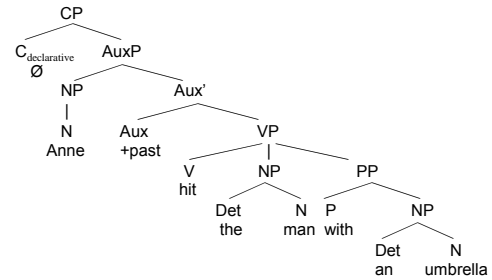 CP
C declarative AuxP
Ø
NP Aux’
N Aux VP
Anne +past
V NP PP
hit
Det N P NP
the man with
Det N
an umbrella